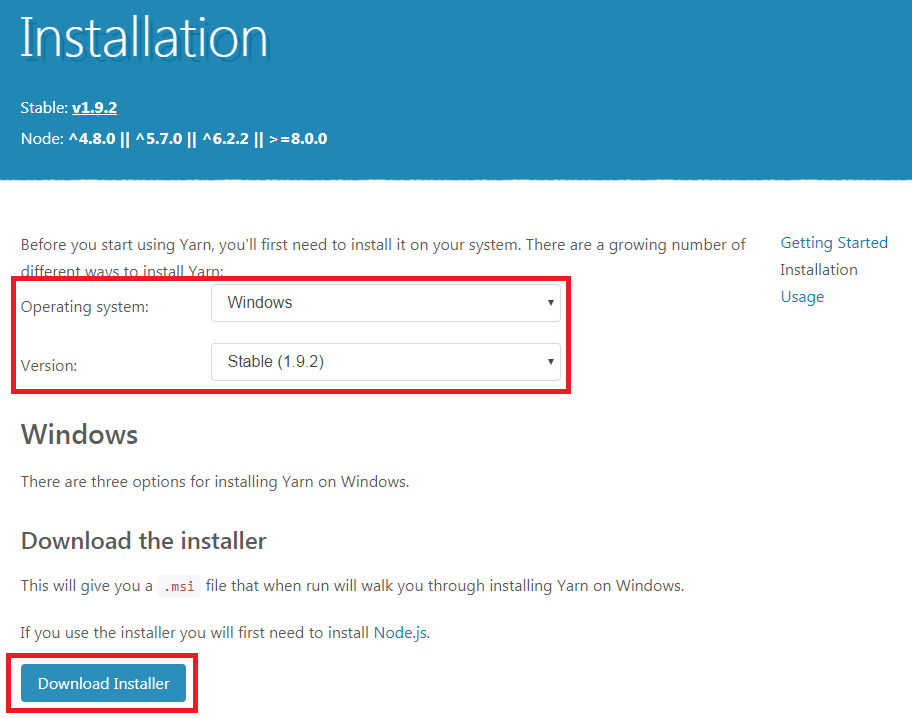 Installation
Stable: v1.9.2
Node: ^4.8.0 || ^5.7.0 || ^6.2.2 || >=8.0.0
Before you start using Yarn, you'll first need to install it on your system. There are a growing number of
different ways to install Yarn:
Getting Started
Installation
Usage
Operating system: Windows
Version: Stable (1.9.2)
Windows
There are three options for installing Yarn on Windows.
Download the installer
This will give you a .msi file that when run will walk you through installing Yarn on Windows.
If you use the installer you will first need to install Node.js.
Download Installer